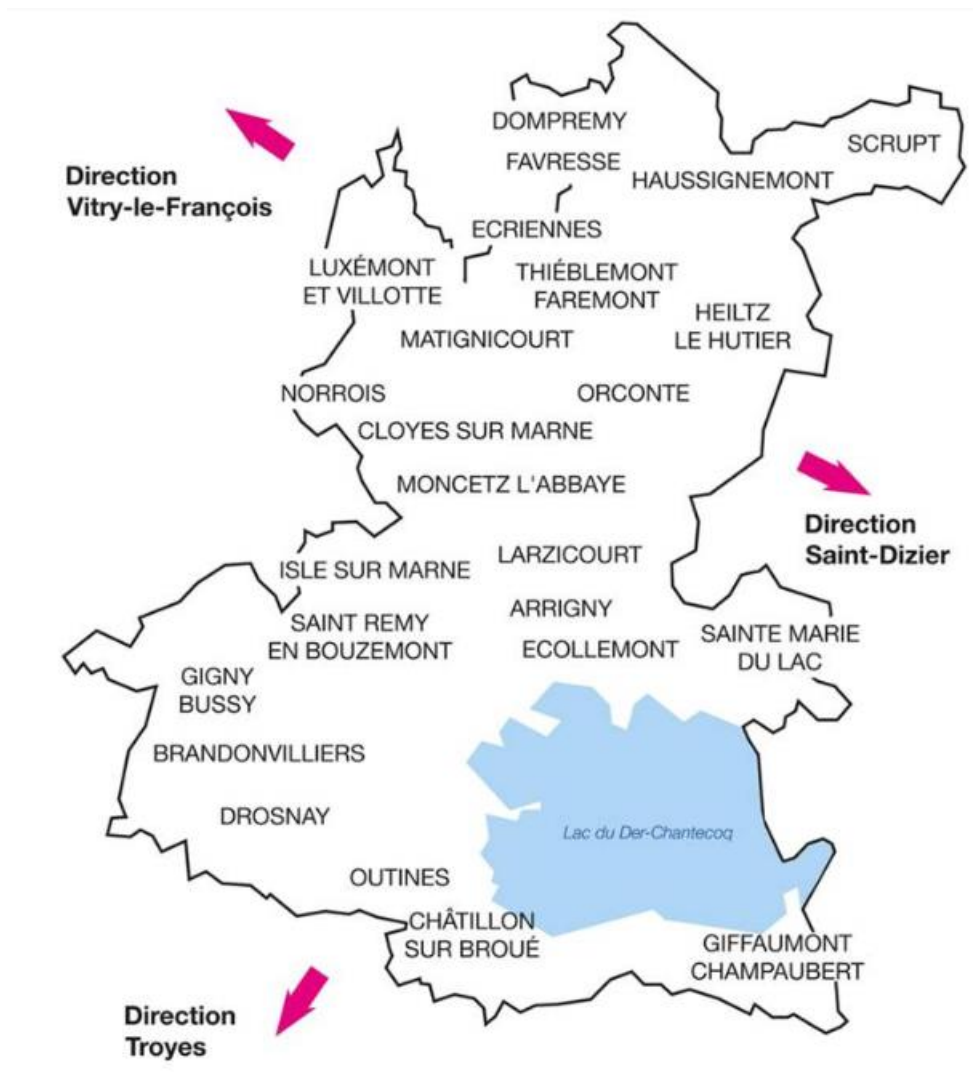 DOMPREMY
SCRUPT
FAVRESSE
HAUSSIGNEMONT
Direction
Vitry-le-François
ECRIENNES
LUXÉMONT
ET VILLOTTE
THIÉBLEMONT
FAREMONT
HEILTZ
LE HUTIER
MATIGNICOURT
NORROIS
ORCONTE
CLOYES SUR MARNE
MONCETZ L'ABBAYE
Direction
Saint-Dizier
LARZICOURT
ISLE SUR MARNE
ARRIGNY
SAINT REMY
EN BOUZEMONT
ECOLLEMONT
SAINTE MARIE
DU LAC
GIGNY
BUSSY
BRANDONVILLIERS
DROSNAY
Lac du Der-Chantecoq
OUTINES
CHÂTILLON
SUR BROUÉ
GIFFAUMONT
CHAMPAUBERT
Direction
Troyes